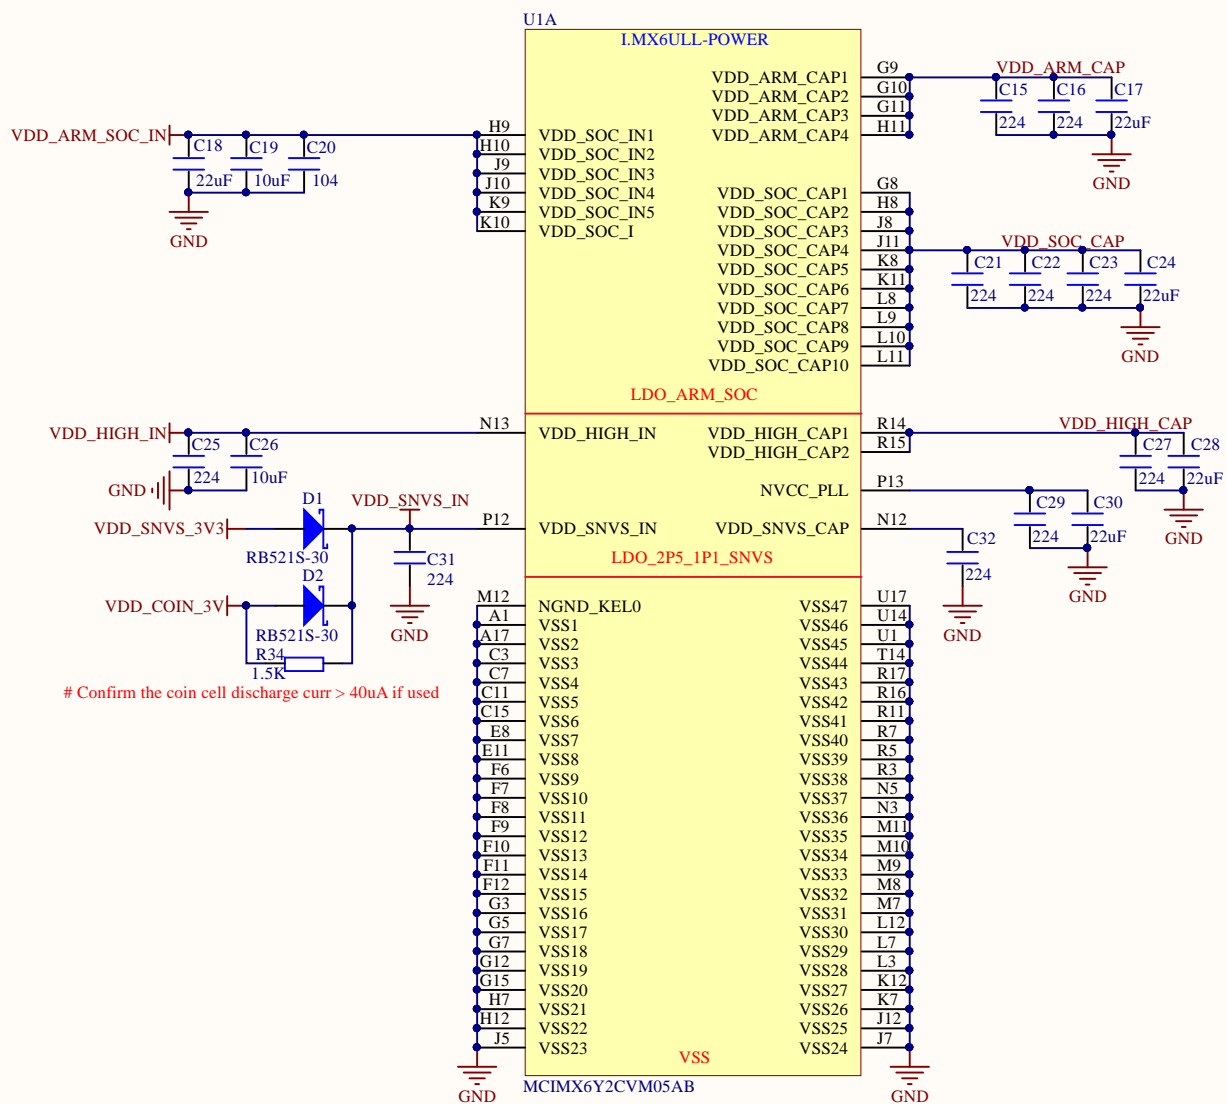 U1A
I.MX6ULL-POWER
VDD_ARM_SOC_IN
C18
22uF
C19
10uF
C20
104
GND
H9 VDD_SOC_IN1
H10 VDD_SOC_IN2
J9 VDD_SOC_IN3
J10 VDD_SOC_IN4
K9 VDD_SOC_IN5
K10 VDD_SOC_I
VDD_ARM_CAP1 G9
VDD_ARM_CAP2 G10
VDD_ARM_CAP3 G11
VDD_ARM_CAP4 H11
VDD_ARM_CAP
C15
224
C16
224
C17
22uF
GND
VDD_SOC_CAP1 G8
VDD_SOC_CAP2 H8
VDD_SOC_CAP3 J8
VDD_SOC_CAP4 J11
VDD_SOC_CAP5 K8
VDD_SOC_CAP6 K11
VDD_SOC_CAP7 L8
VDD_SOC_CAP8 L9
VDD_SOC_CAP9 L10
VDD_SOC_CAP10 L11
VDD_SOC_CAP
C21
224
C22
224
C23
224
C24
22uF
GND
LDO_ARM_SOC
VDD_HIGH_IN
C25
224
C26
10uF
GND
N13 VDD_HIGH_IN
VDD_HIGH_CAP1 R14
VDD_HIGH_CAP2 R15
VDD_HIGH_CAP
C27
224
C28
22uF
GND
NVCC_PLL P13
C29
224
C30
22uF
GND
VDD_SNVS_3V3
D1
RB521S-30
VDD_SNVS_IN
P12 VDD_SNVS_IN
C31
224
GND
VDD_SNVS_CAP N12
C32
224
GND
LDO_2P5_1P1_SNVS
VDD_COIN_3V
D2
RB521S-30
R34
1.5K
# Confirm the coin cell discharge curr > 40uA if used
M12 NGND_KEL0
A1 VSS1
A17 VSS2
C3 VSS3
C7 VSS4
C11 VSS5
C15 VSS6
E8 VSS7
E11 VSS8
F6 VSS9
F7 VSS10
F8 VSS11
F9 VSS12
F10 VSS13
F11 VSS14
F12 VSS15
G3 VSS16
G5 VSS17
G7 VSS18
G12 VSS19
G15 VSS20
H7 VSS21
H12 VSS22
J5 VSS23
GND
VSS47 U17
VSS46 U14
VSS45 U1
VSS44 T14
VSS43 R17
VSS42 R16
VSS41 R11
VSS40 R7
VSS39 R5
VSS38 R3
VSS37 N5
VSS36 N3
VSS35 M11
VSS34 M10
VSS33 M9
VSS32 M8
VSS31 M7
VSS30 L12
VSS29 L7
VSS28 L3
VSS27 K12
VSS26 K7
VSS25 J12
VSS24 J7
GND
VSS
MCIMX6Y2CVM05AB